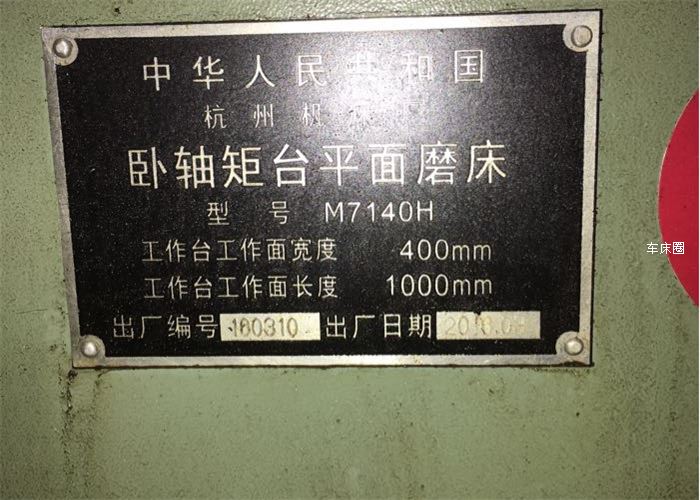 中华人民共和国
杭州机
卧轴矩台平面磨床
型号 M7140H
工作台工作面宽度 400mm
工作台工作面长度 1000mm
出厂编号 160310 出厂日期
车床圈